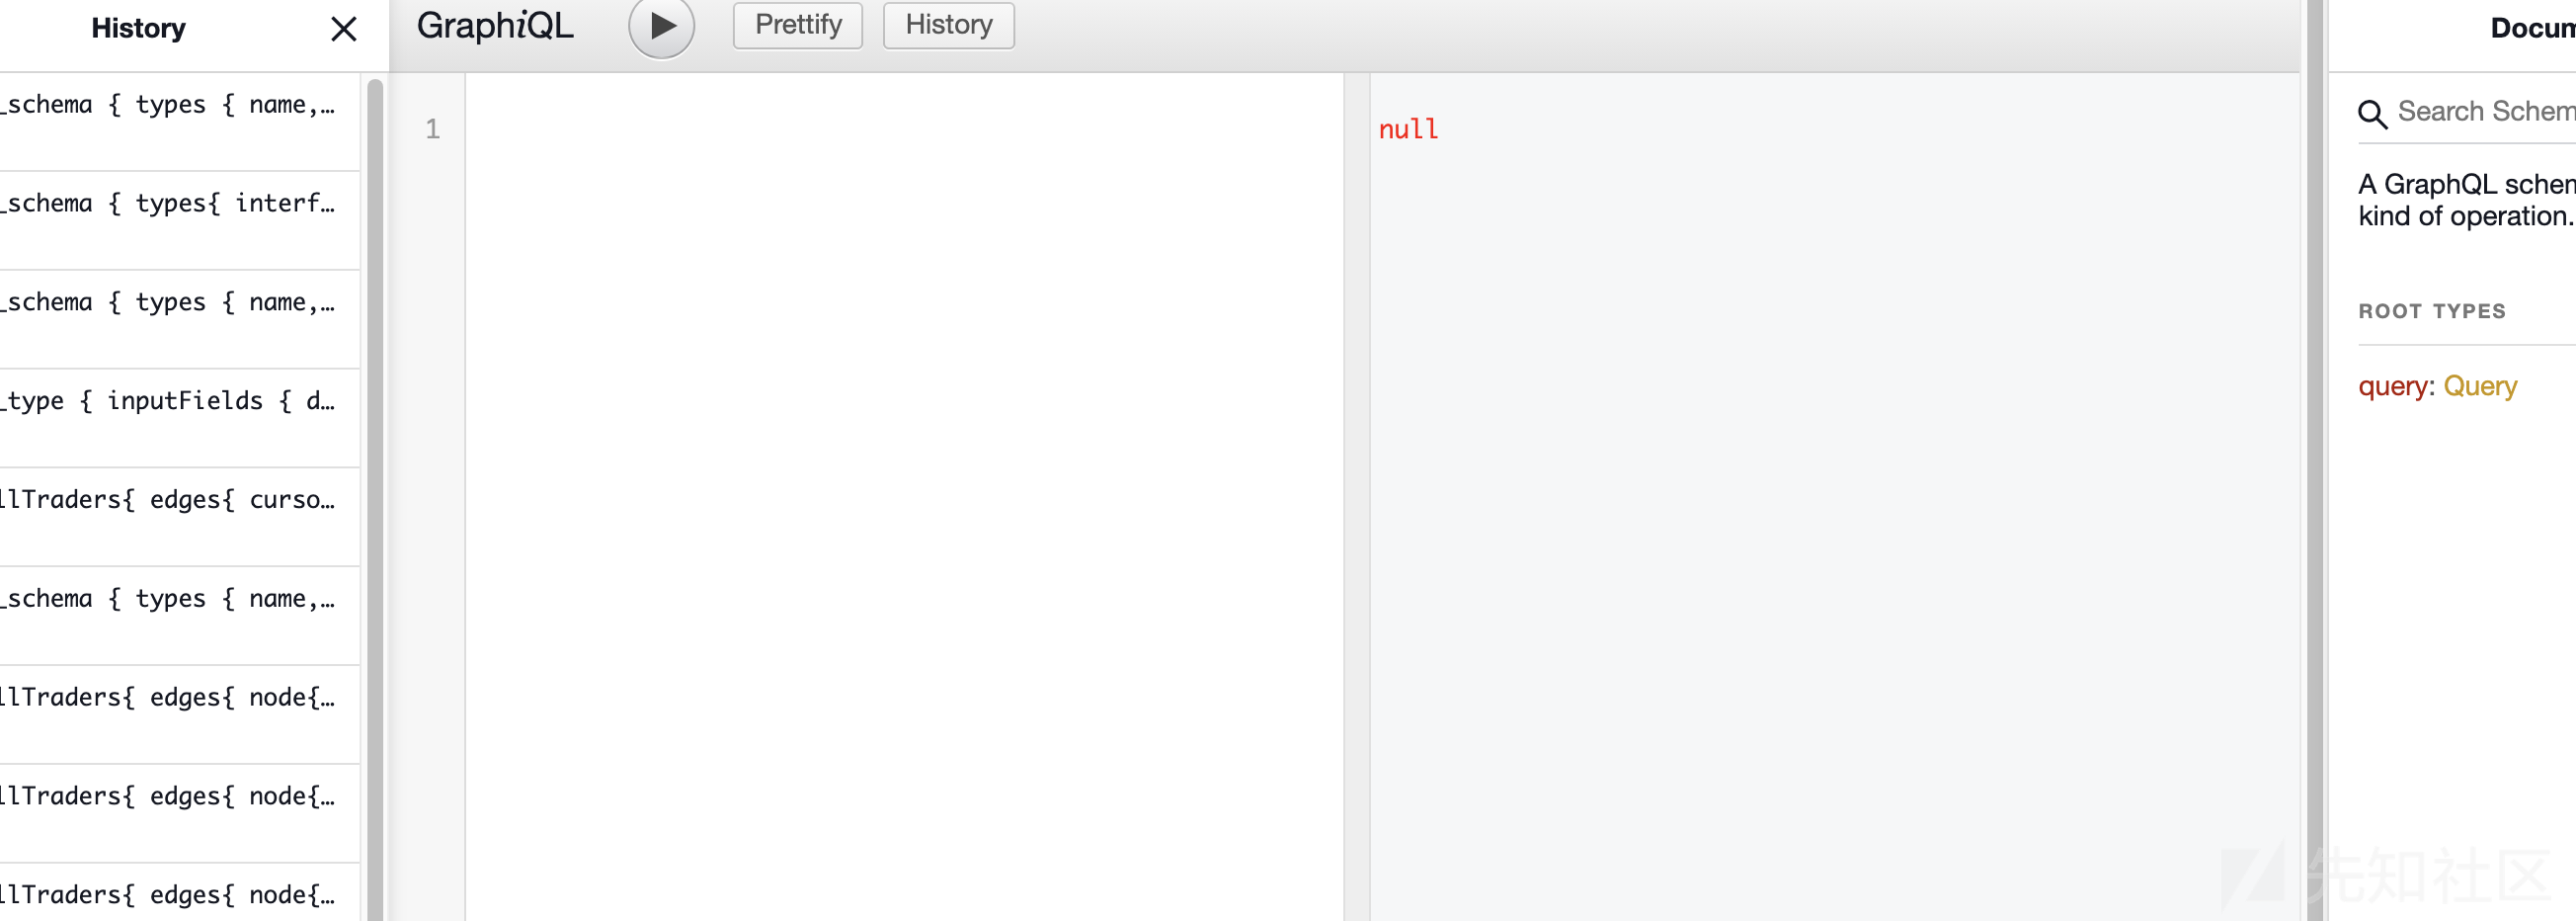 History
_schema { types { name,…
_schema { types{ interf…
_schema { types { name,…
_type { inputFields { d…
llTraders{ edges{ curso…
_schema { types { name,…
llTraders{ edges{ node{…
llTraders{ edges{ node{…
llTraders{ edges{ node{…
GraphiQL
Prettify
History
1
null
Docum
Search Schem
A GraphQL schem
kind of operation.
ROOT TYPES
query: Query
先知社区